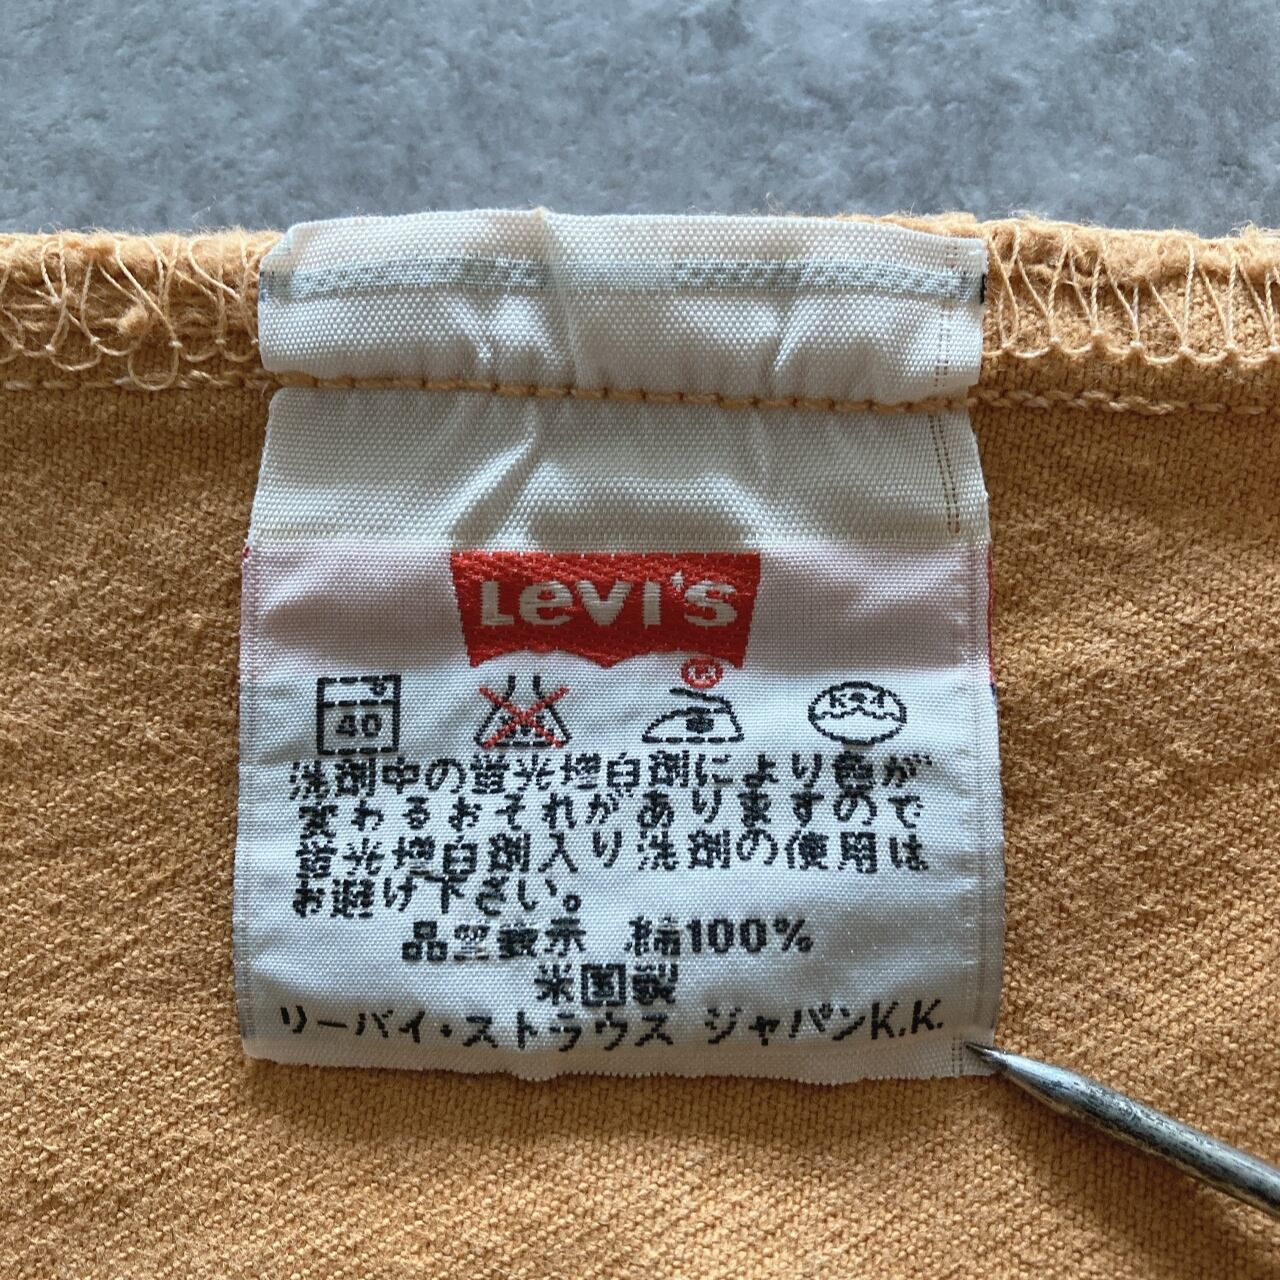 Levi's
40
洗剤中の蛍光増白剤により色が
変わるおそれがありますので
蛍光増白剤入り洗剤の使用は
お避け下さい。
品質表示 綿100%
米国製
リーバイ・ストラウス ジャパンK.K.